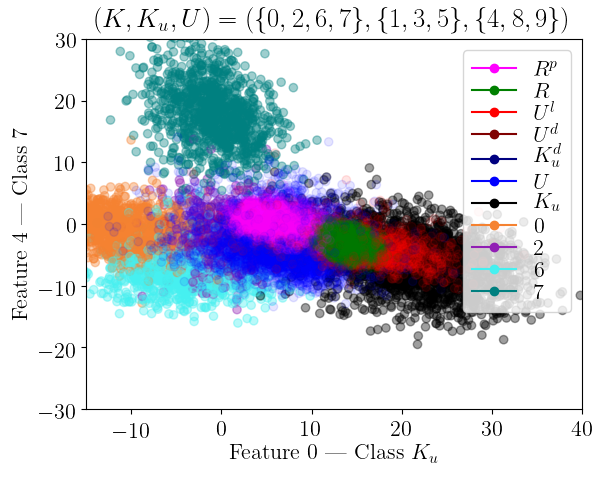 (K, K_u, U) = ({0, 2, 6, 7}, {1, 3, 5}, {4, 8, 9})
30
20
10
0
−10
−20
−30
Feature 4 — Class 7
R^p
R
U^l
U^d
K_u^d
U
K_u
0
2
6
7
−10 0 10 20 30 40
Feature 0 — Class K_u